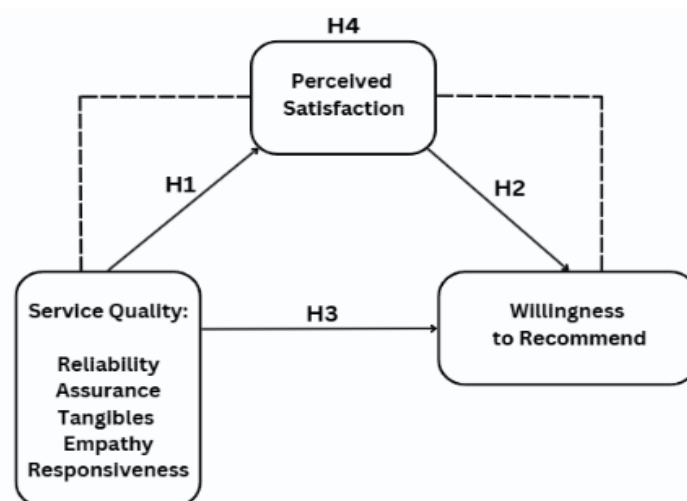 H4
Perceived
Satisfaction
H1
H2
Service Quality:
Reliability
Assurance
Tangibles
Empathy
Responsiveness
H3
Willingness
to Recommend